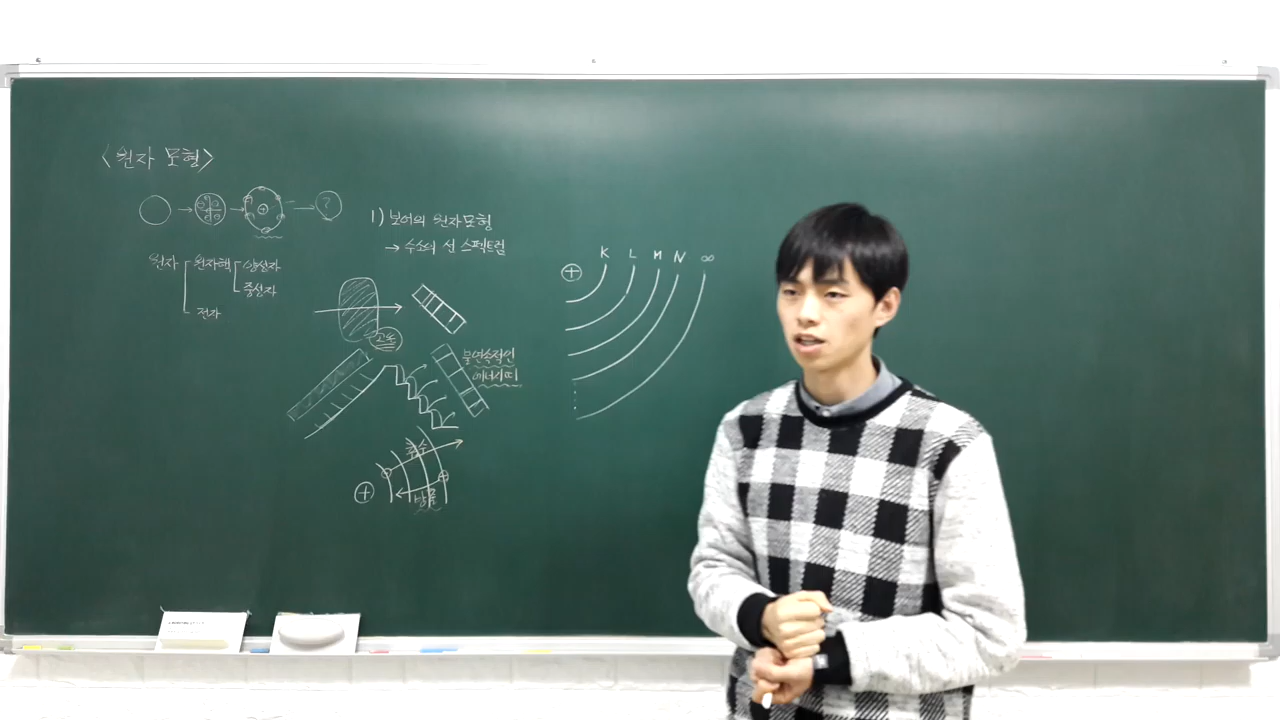 <원자 모형>
?
원자 원자핵 양성자
중성자
전자
1) 보어의 원자모형
→ 수소의 선 스펙트럼
고온
불연속적인
에너지띠
흡수
방출
+
K L M N ∞
+